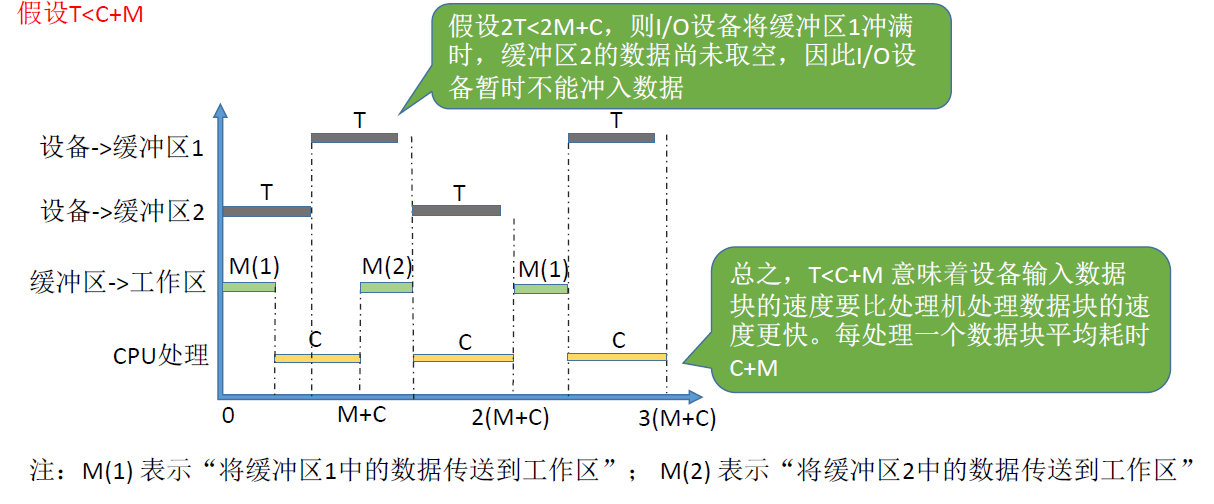 假设T<C+M
假设2T<2M+C，则I/O设备将缓冲区1冲满
时，缓冲区2的数据尚未取空，因此I/O设
备暂时不能冲入数据
T
T
设备->缓冲区1
T
T
设备->缓冲区2
M(1)
M(2)
M(1)
缓冲区->工作区
总之，T<C+M 意味着设备输入数据
块的速度要比处理机处理数据块的速
度更快。每处理一个数据块平均耗时
C+M
C
C
C
CPU处理
0
M+C
2(M+C)
3(M+C)
注：M(1) 表示“将缓冲区1中的数据传送到工作区”； M(2) 表示“将缓冲区2中的数据传送到工作区”